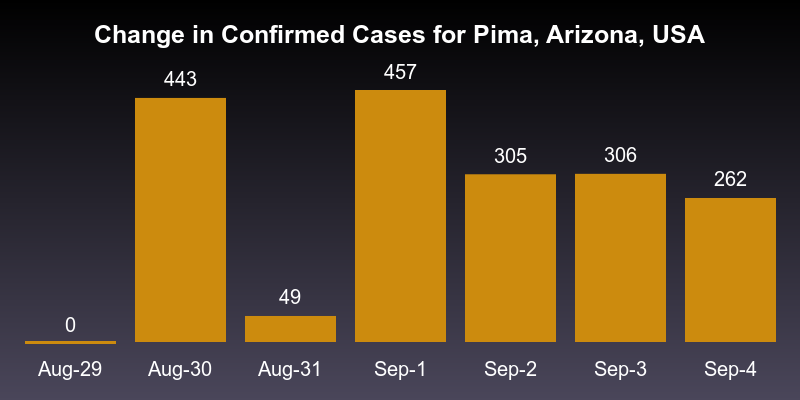 Change in Confirmed Cases for Pima, Arizona, USA
0
443
49
457
305
306
262
Aug-29
Aug-30
Aug-31
Sep-1
Sep-2
Sep-3
Sep-4